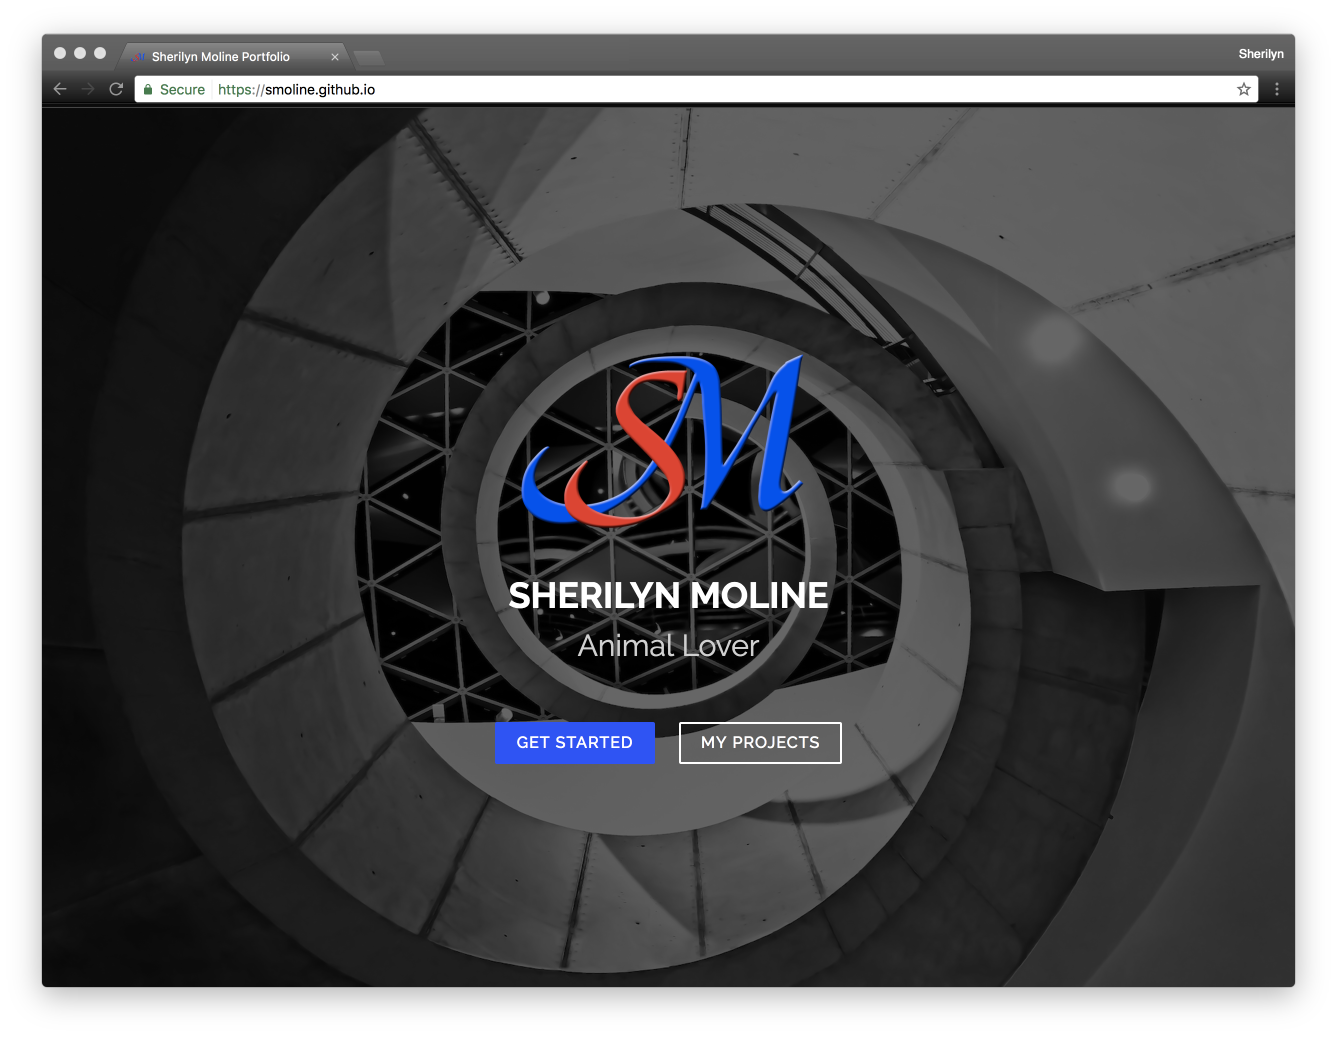 Sherilyn Moline Portfolio
Sherilyn
Secure
https://smoline.github.io
SM
SHERILYN MOLINE
Animal Lover
GET STARTED
MY PROJECTS